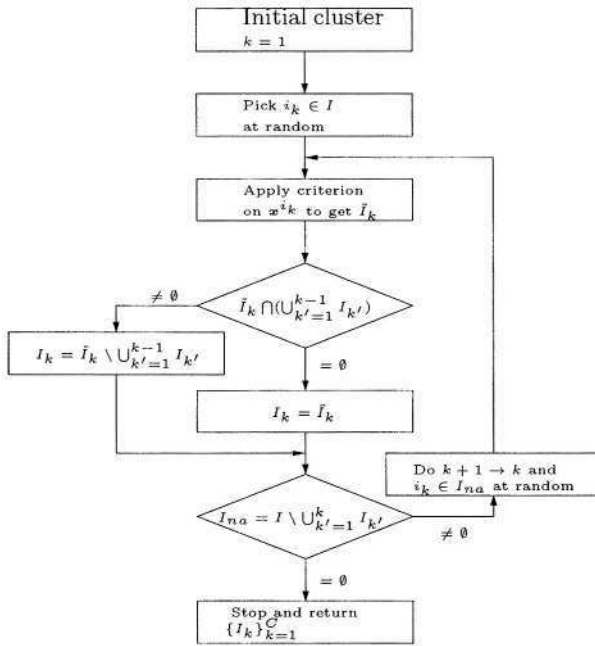 Initial cluster
k = 1
Pick i_k ∈ I
at random
Apply criterion
on x^{i_k} to get Ĩ_k
≠ ∅
Ĩ_k ⋂(⋃_{k'=1}^{k-1} I_{k'})
I_k = Ĩ_k \ ⋃_{k'=1}^{k-1} I_{k'}
= ∅
I_k = Ĩ_k
Do k + 1 → k and
i_k ∈ I_{na} at random
I_{na} = I \ ⋃_{k'=1}^{k} I_{k'}
≠ ∅
= ∅
Stop and return
{I_k}_{k=1}^{C}